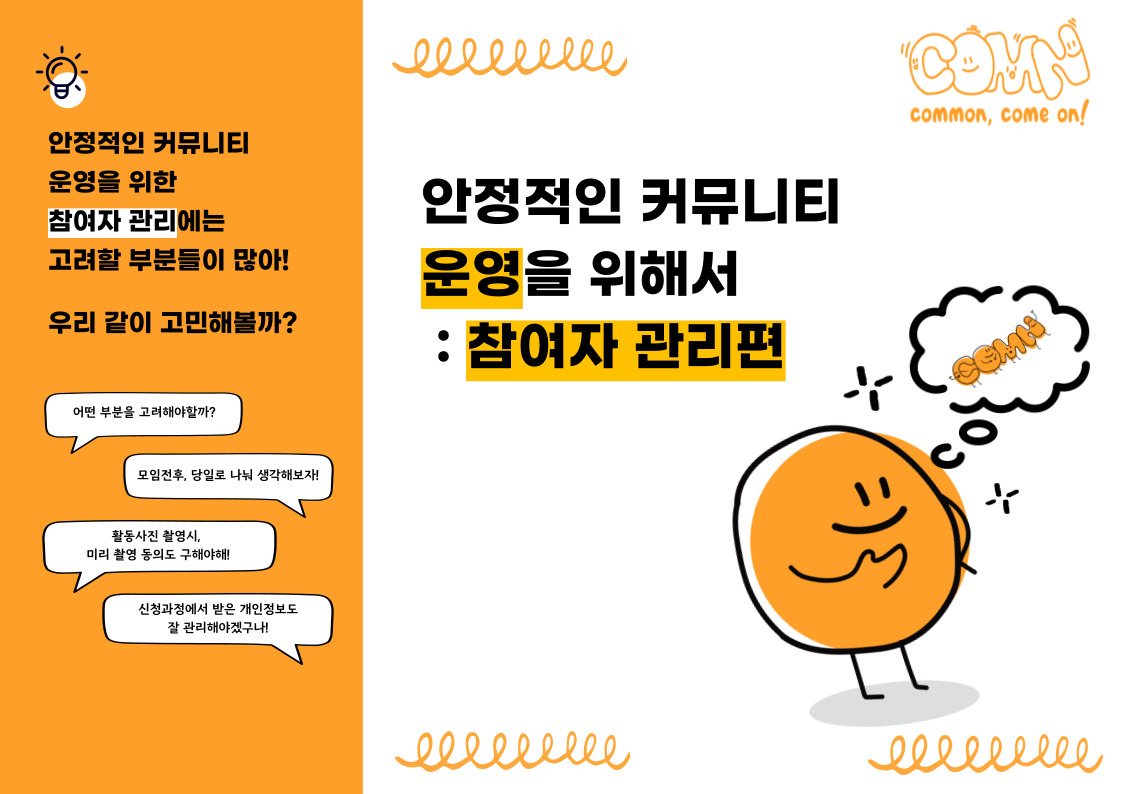 안정적인 커뮤니티
운영을 위한
참여자 관리에는
고려할 부분들이 많아!
우리 같이 고민해볼까?
어떤 부분을 고려해야할까?
모임전후, 당일로 나눠 생각해보자!
활동사진 촬영시,
미리 촬영 동의도 구해야해!
신청과정에서 받은 개인정보도
잘 관리해야겠구나!
COMN
common, come on!
안정적인 커뮤니티
운영을 위해서
: 참여자 관리편
COMN